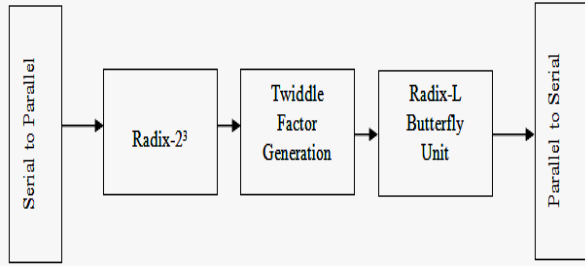 Serial to Parallel
Radix-2³
Twiddle
Factor
Generation
Radix-L
Butterfly
Unit
Parallel to Serial